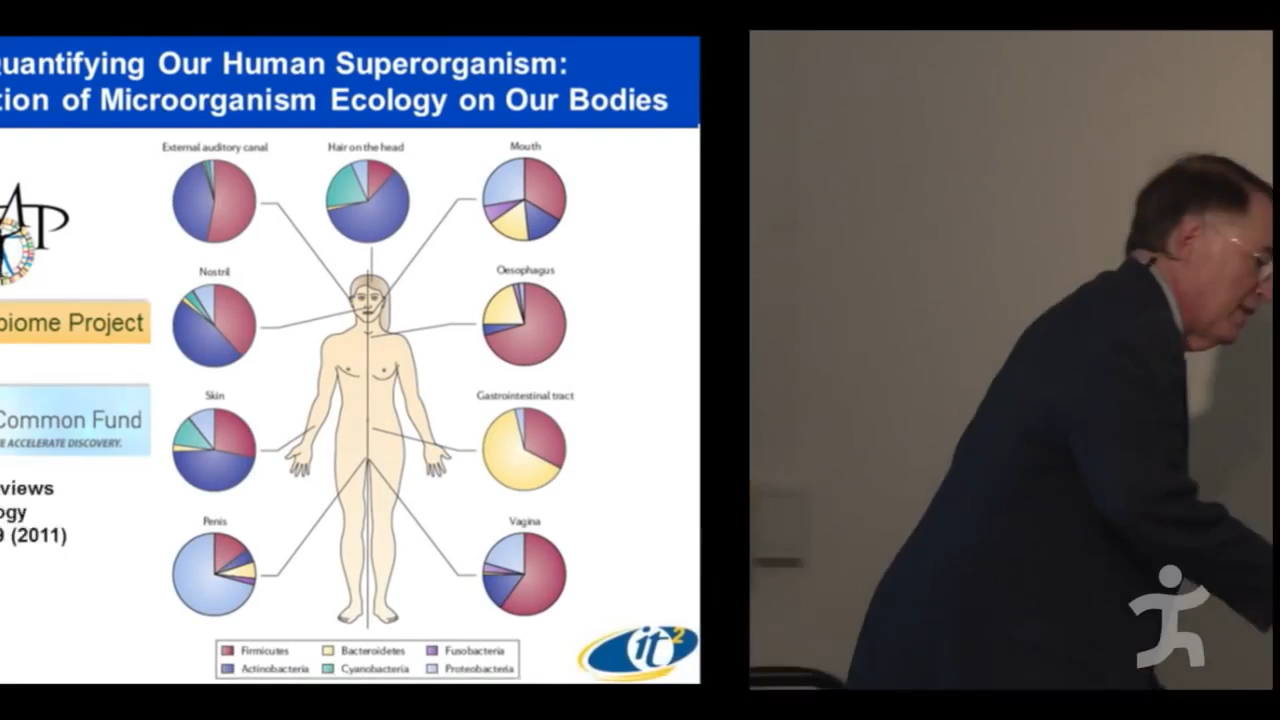 uantifying Our Human Superorganism:
tion of Microorganism Ecology on Our Bodies
External auditory canal
Hair on the head
Mouth
AP
Nostril
Oesophagus
biome Project
Skin
Gastrointestinal tract
Common Fund
E ACCELERATE DISCOVERY.
views
ogy
9 (2011)
Penis
Vagina
Firmicutes
Bacteroidetes
Fusobacteria
Actinobacteria
Cyanobacteria
Proteobacteria
it2